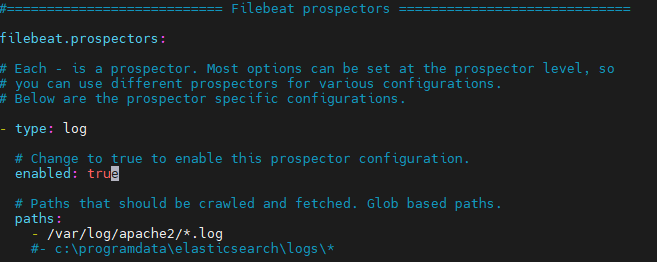 #=========================== Filebeat prospectors =============================
filebeat.prospectors:
# Each - is a prospector. Most options can be set at the prospector level, so
# you can use different prospectors for various configurations.
# Below are the prospector specific configurations.
- type: log
# Change to true to enable this prospector configuration.
enabled: true
# Paths that should be crawled and fetched. Glob based paths.
paths:
- /var/log/apache2/*.log
#- c:\programdata\elasticsearch\logs\*